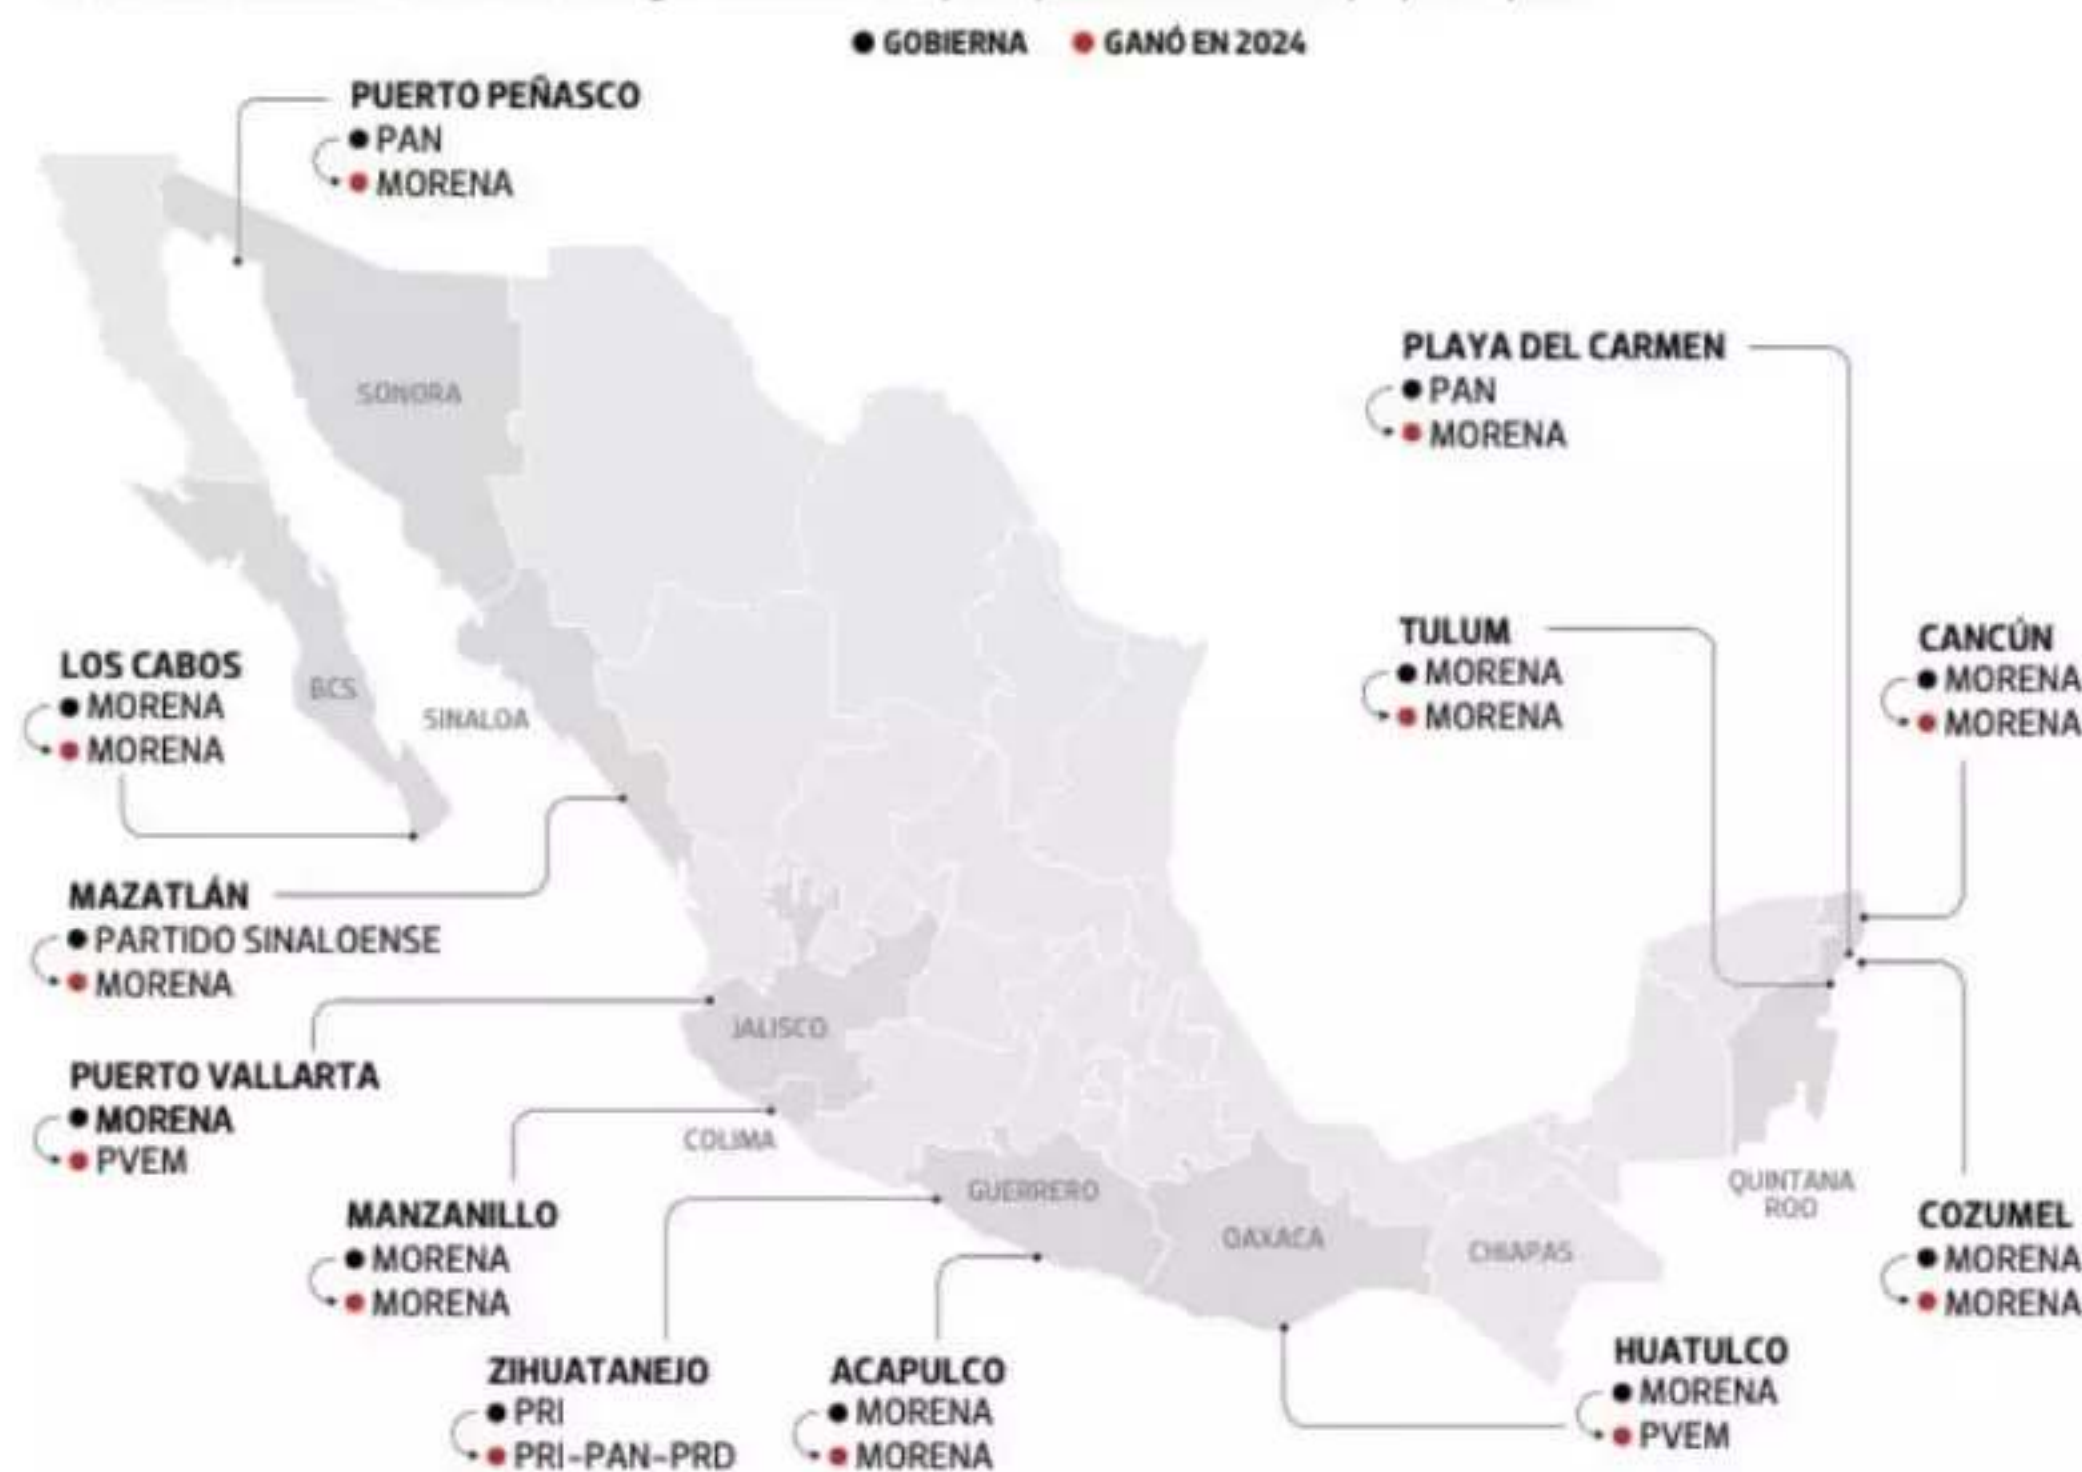 GOBIERNA GANÓ EN 2024
PUERTO PEÑASCO
PAN
MORENA
SONORA
PLAYA DEL CARMEN
PAN
MORENA
TULUM
MORENA
MORENA
CANCÚN
MORENA
MORENA
LOS CABOS
MORENA
MORENA
BCS
SINALOA
MAZATLÁN
PARTIDO SINALOENSE
MORENA
JALISCO
PUERTO VALLARTA
MORENA
PVEM
COLIMA
MANZANILLO
MORENA
MORENA
GUERRERO
OAXACA
CHIAPAS
QUINTANA
ROO
COZUMEL
MORENA
MORENA
ZIHUATANEJO
PRI
PRI-PAN-PRD
ACAPULCO
MORENA
MORENA
HUATULCO
MORENA
PVEM